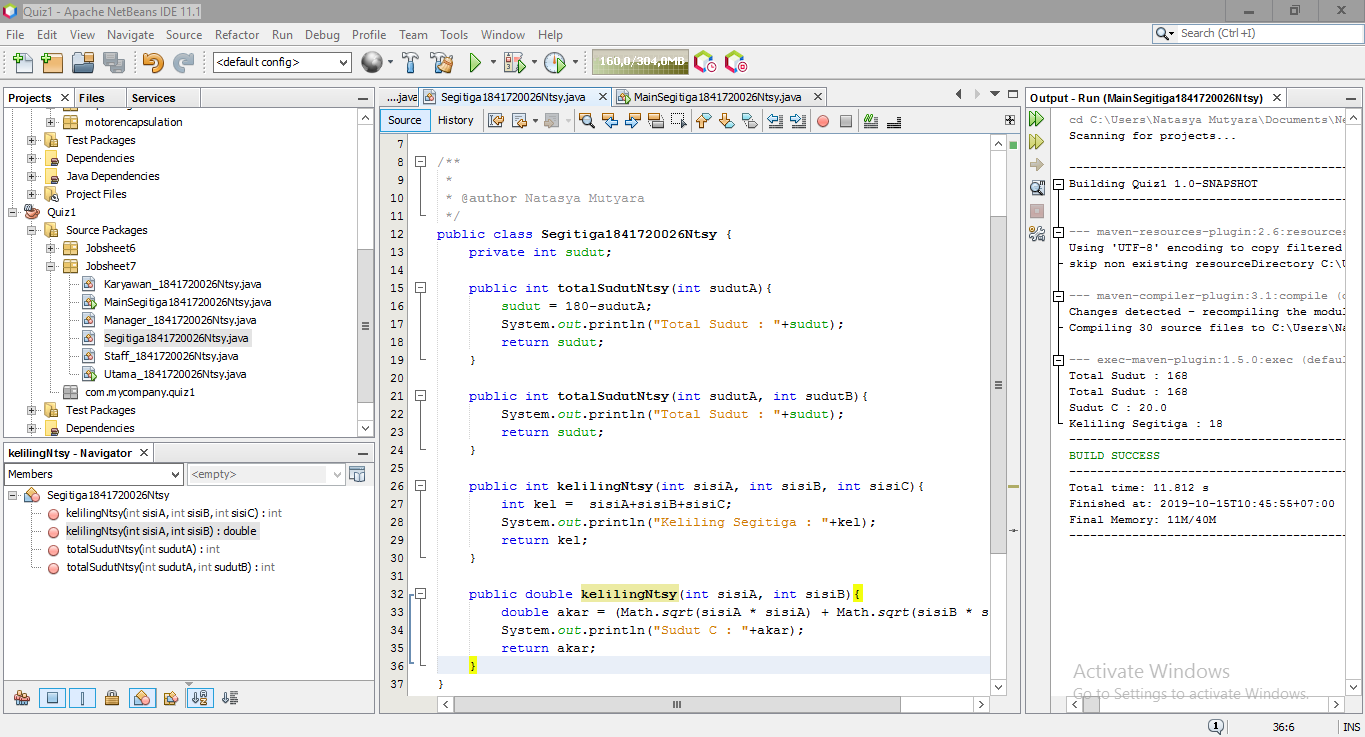 Quiz1 - Apache NetBeans IDE 11.1
File Edit View Navigate Source Refactor Run Debug Profile Team Tools Window Help
Search (Ctrl+I)
<default config>
160,0/304,0MB
Projects Files Services
motorencapsulation
Test Packages
Dependencies
Java Dependencies
Project Files
Quiz1
Source Packages
Jobsheet6
Jobsheet7
Karyawan_1841720026Ntsy.java
MainSegitiga1841720026Ntsy.java
Manager_1841720026Ntsy.java
Segitiga1841720026Ntsy.java
Staff_1841720026Ntsy.java
Utama_1841720026Ntsy.java
com.mycompany.quiz1
Test Packages
Dependencies
kelilingNtsy - Navigator
Members <empty>
Segitiga1841720026Ntsy
kelilingNtsy(int sisiA, int sisiB, int sisiC) : int
kelilingNtsy(int sisiA, int sisiB) : double
totalSudutNtsy(int sudutA) : int
totalSudutNtsy(int sudutA, int sudutB) : int
....java Segitiga1841720026Ntsy.java MainSegitiga1841720026Ntsy.java
Source History
7
8 /**
9 *
10 * @author Natasya Mutyara
11 */
12 public class Segitiga1841720026Ntsy {
13 private int sudut;
14
15 public int totalSudutNtsy(int sudutA){
16 sudut = 180-sudutA;
17 System.out.println("Total Sudut : "+sudut);
18 return sudut;
19 }
20
21 public int totalSudutNtsy(int sudutA, int sudutB){
22 System.out.println("Total Sudut : "+sudut);
23 return sudut;
24 }
25
26 public int kelilingNtsy(int sisiA, int sisiB, int sisiC){
27 int kel = sisiA+sisiB+sisiC;
28 System.out.println("Keliling Segitiga : "+kel);
29 return kel;
30 }
31
32 public double kelilingNtsy(int sisiA, int sisiB){
33 double akar = (Math.sqrt(sisiA * sisiA) + Math.sqrt(sisiB * s
34 System.out.println("Sudut C : "+akar);
35 return akar;
36 }
37 }
Output - Run (MainSegitiga1841720026Ntsy)
cd C:\Users\Natasya Mutyara\Documents\Ne
Scanning for projects...
------------------------------------
Building Quiz1 1.0-SNAPSHOT
------------------------------------
--- maven-resources-plugin:2.6:resources
Using 'UTF-8' encoding to copy filtered
skip non existing resourceDirectory C:\U
--- maven-compiler-plugin:3.1:compile (d
Changes detected - recompiling the modul
Compiling 30 source files to C:\Users\Na
--- exec-maven-plugin:1.5.0:exec (defaul
Total Sudut : 168
Total Sudut : 168
Sudut C : 20.0
Keliling Segitiga : 18
------------------------------------
BUILD SUCCESS
------------------------------------
Total time: 11.812 s
Finished at: 2019-10-15T10:45:55+07:00
Final Memory: 11M/40M
------------------------------------
Activate Windows
Go to Settings to activate Windows.
1 36:6 INS